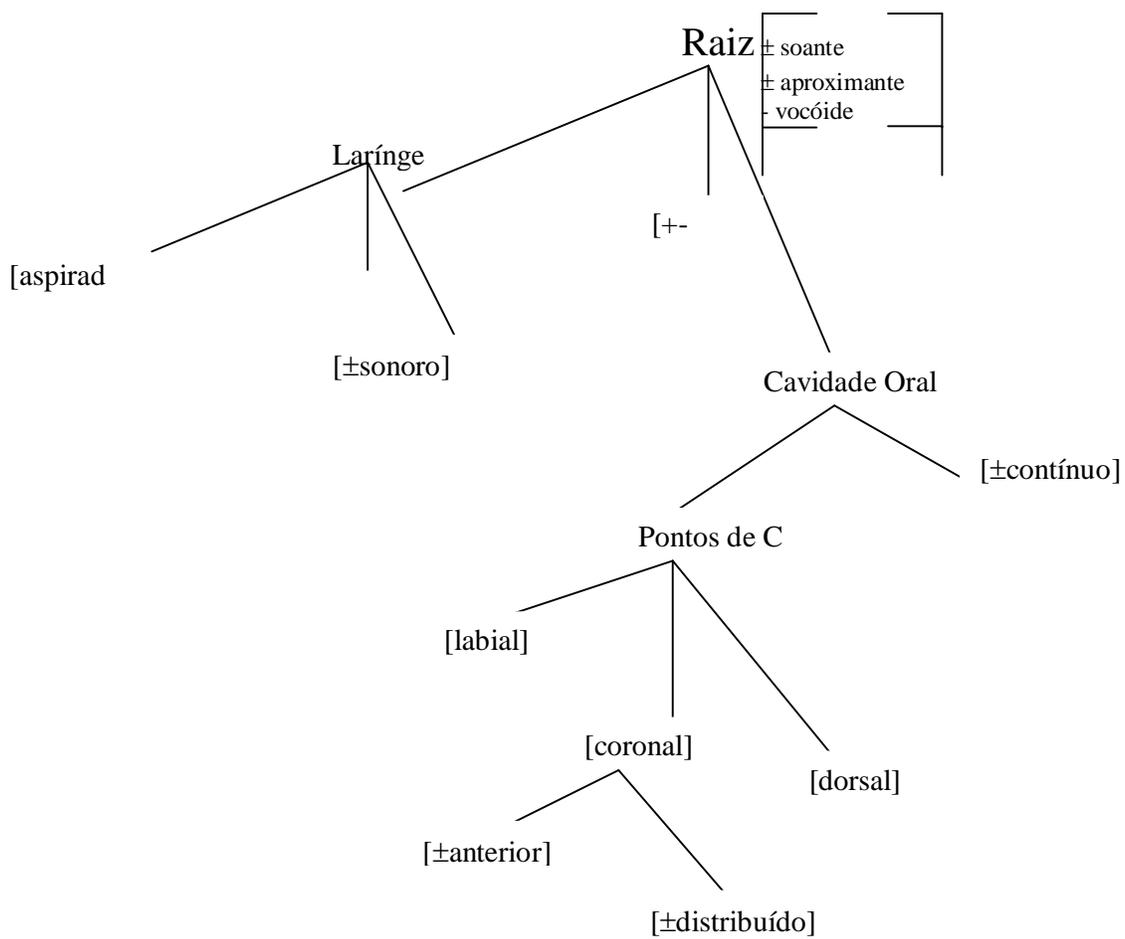 Raiz
± soante
± aproximante
- vocóide
Larínge
[+-
[aspirad
[±sonoro]
Cavidade Oral
[±contínuo]
Pontos de C
[labial]
[coronal]
[dorsal]
[±anterior]
[±distribuído]